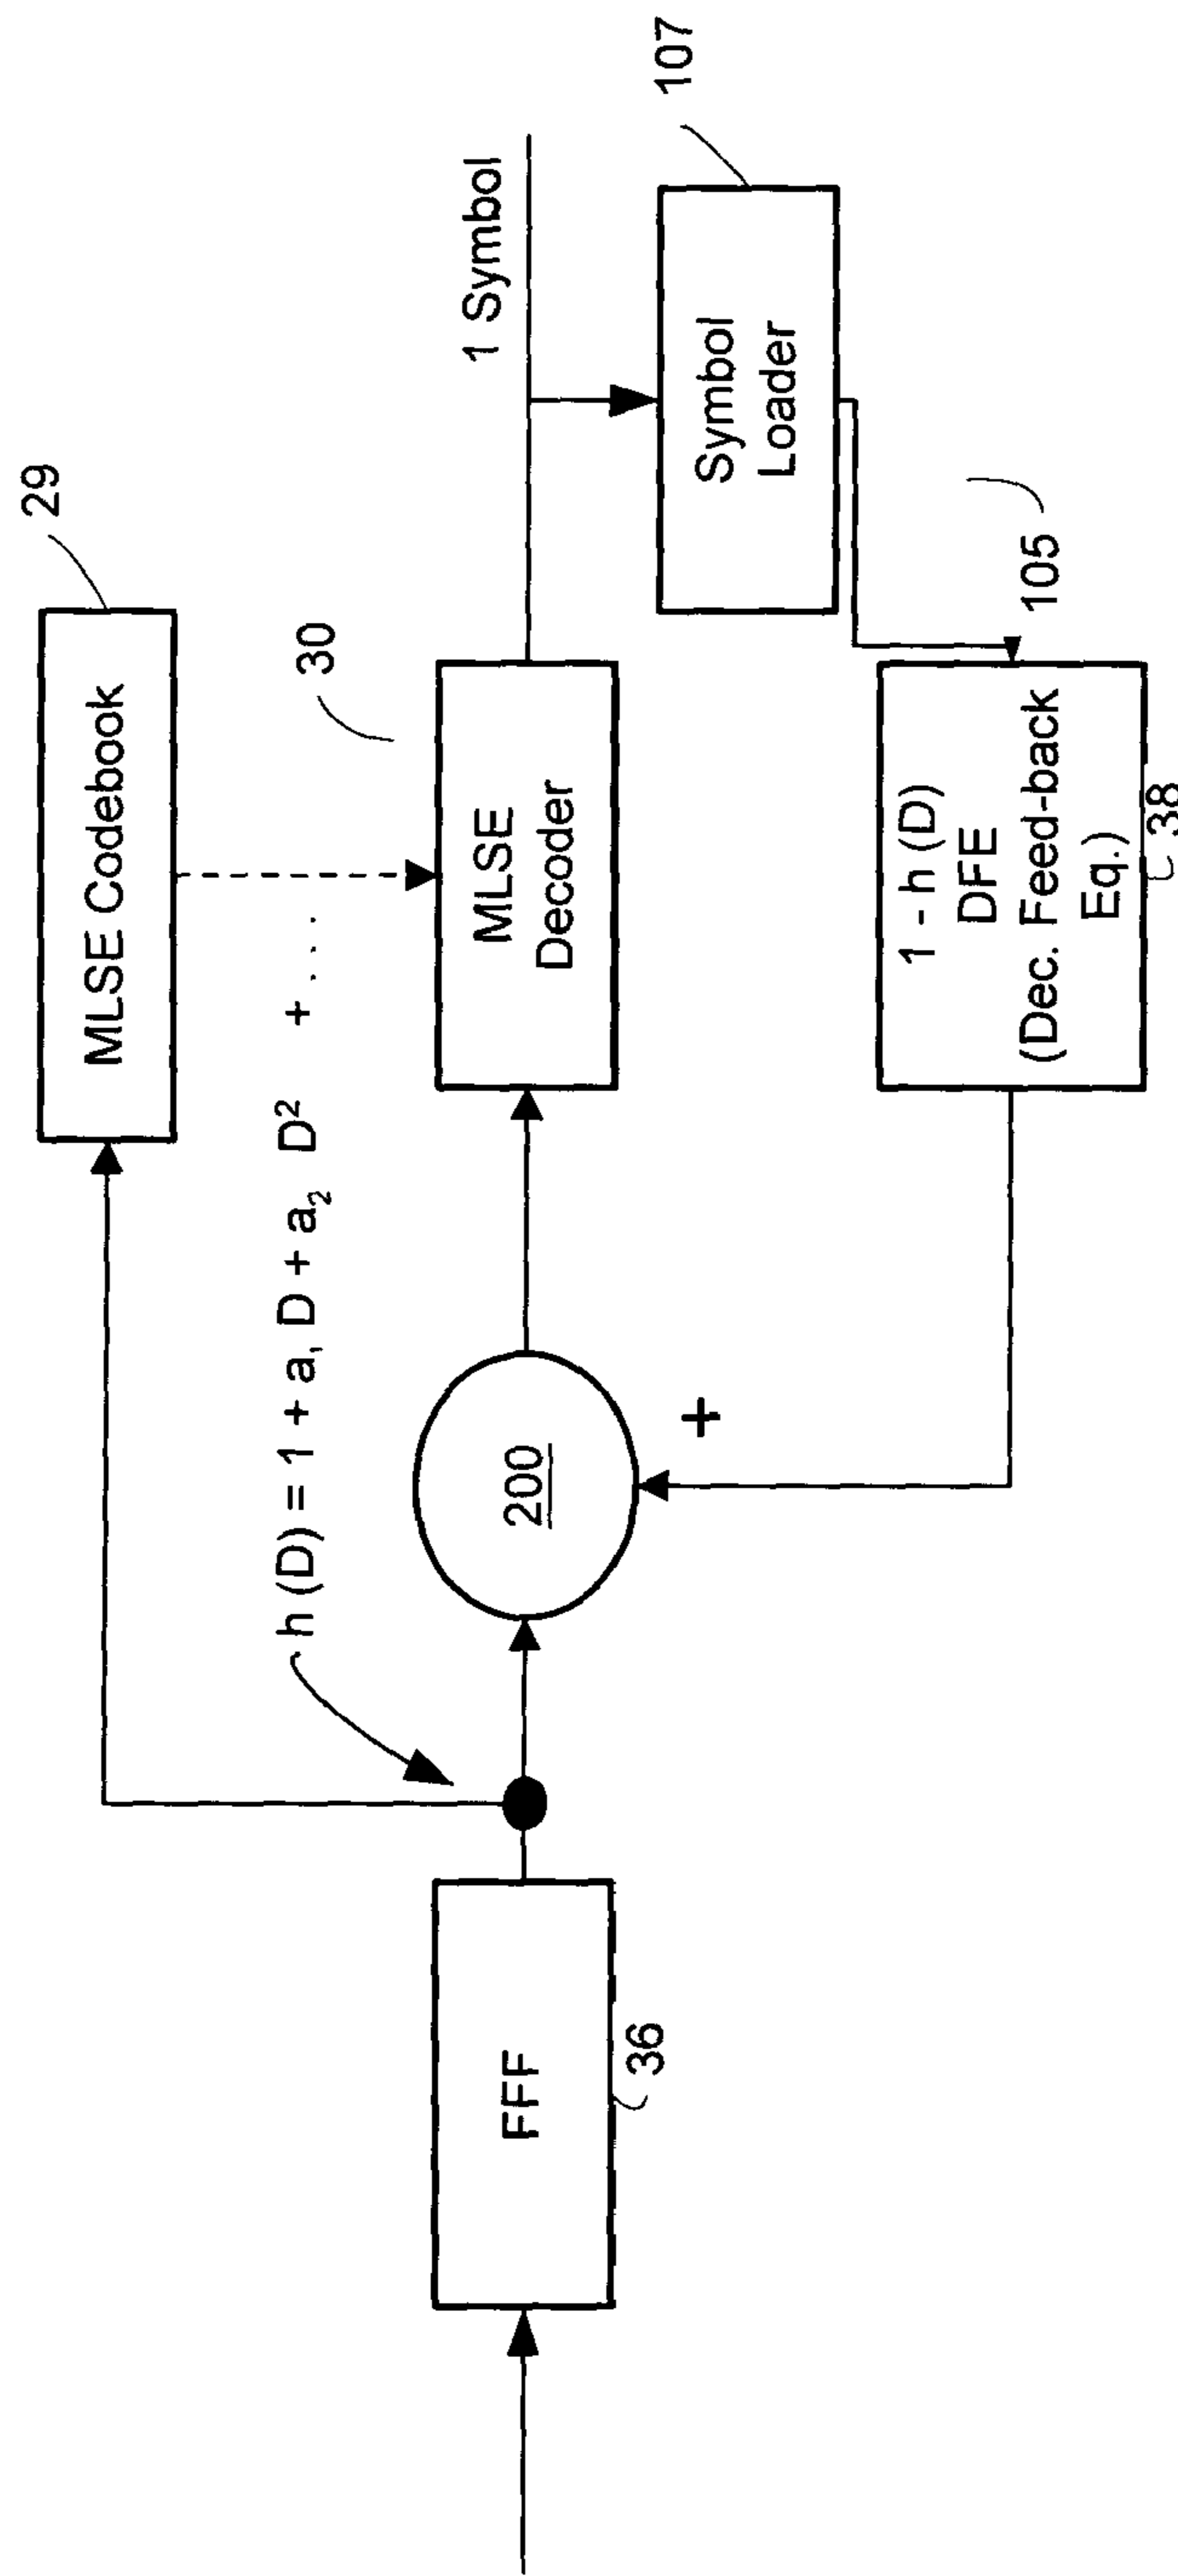 29
MLSE Codebook
h (D) = 1 + a, D + a₂ D² + . . .
30
MLSE
Decoder
1 Symbol
107
Symbol
Loader
FFF
36
200
+
105
1 - h (D)
DFE
(Dec. Feed-back
Eq.)
38